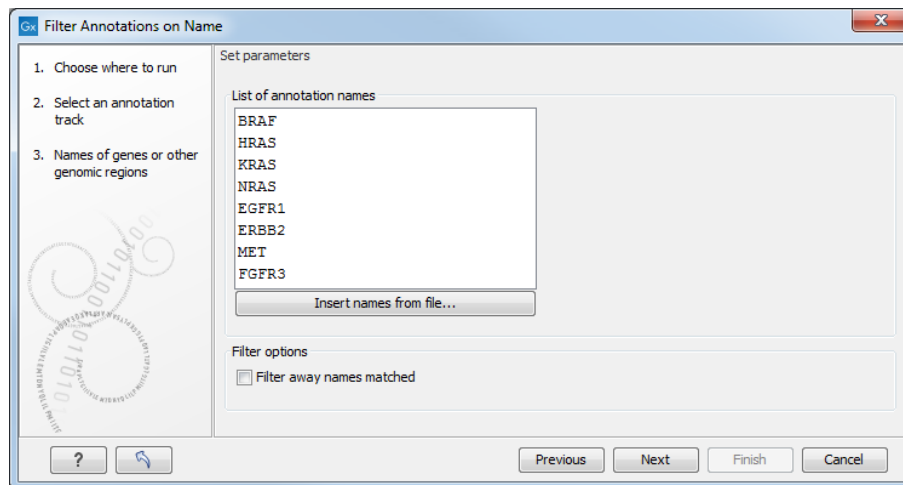 Gx Filter Annotations on Name
1. Choose where to run
2. Select an annotation
track
3. Names of genes or other
genomic regions
Set parameters
List of annotation names
BRAF
HRAS
KRAS
NRAS
EGFR1
ERBB2
MET
FGFR3
Insert names from file...
Filter options
Filter away names matched
?
Previous
Next
Finish
Cancel